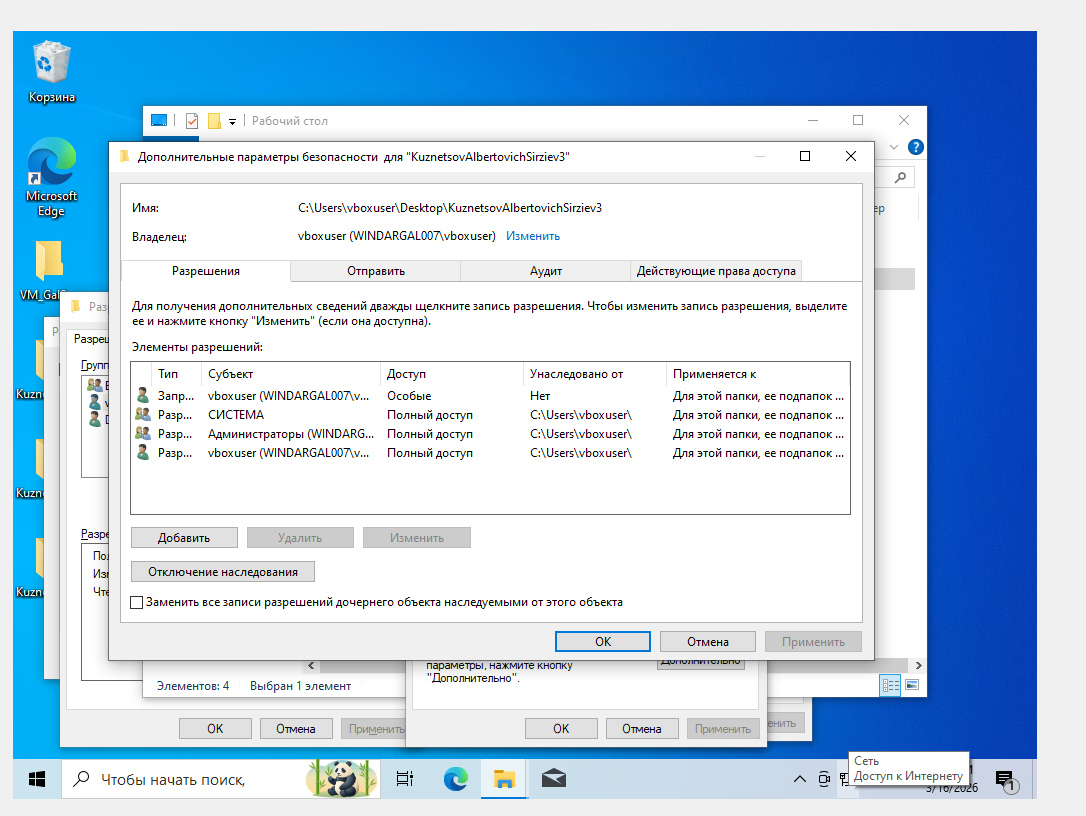 Корзина
Microsoft
Edge
Рабочий стол
Дополнительные параметры безопасности для "KuznetsovAlbertovichSirziev3"
Имя:
C:\Users\vboxuser\Desktop\KuznetsovAlbertovichSirziev3
Владелец:
vboxuser (WINDARGAL007\vboxuser) Изменить
Разрешения
Отправить
Аудит
Действующие права доступа
Для получения дополнительных сведений дважды щелкните запись разрешения. Чтобы изменить запись разрешения, выделите
ее и нажмите кнопку "Изменить" (если она доступна).
Элементы разрешений:
Тип Субъект Доступ Унаследовано от Применяется к
Запр... vboxuser (WINDARGAL007\v... Особые Нет Для этой папки, ее подпапок ...
Разр... СИСТЕМА Полный доступ C:\Users\vboxuser\ Для этой папки, ее подпапок ...
Разр... Администраторы (WINDARG... Полный доступ C:\Users\vboxuser\ Для этой папки, ее подпапок ...
Разр... vboxuser (WINDARGAL007\v... Полный доступ C:\Users\vboxuser\ Для этой папки, ее подпапок ...
Добавить
Удалить
Изменить
Отключение наследования
Заменить все записи разрешений дочернего объекта наследуемыми от этого объекта
ОК
Отмена
Применить
параметры, нажмите кнопку
"Дополнительно".
Дополнительно
Элементов: 4 Выбран 1 элемент
ОК
Отмена
Применить
ОК
Отмена
Применить
Чтобы начать поиск,
Сеть
Доступ к Интернету
3/16/2026
1